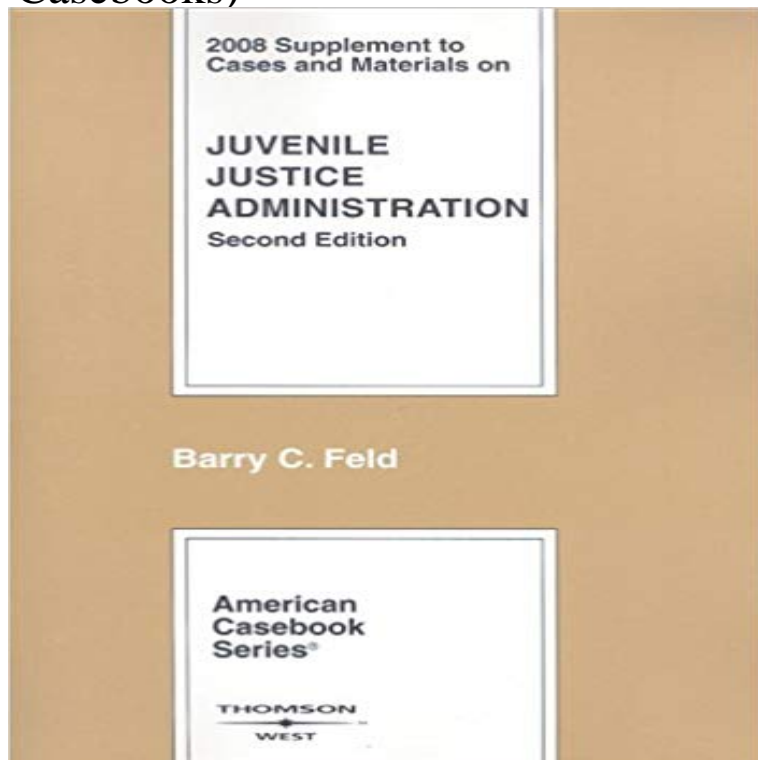 Casebooks)
2008 Supplement to
Cases and Materials on
JUVENILE
JUSTICE
ADMINISTRATION
Second Edition
Barry C. Feld
American
Casebook
Series®
THOMSON
WEST